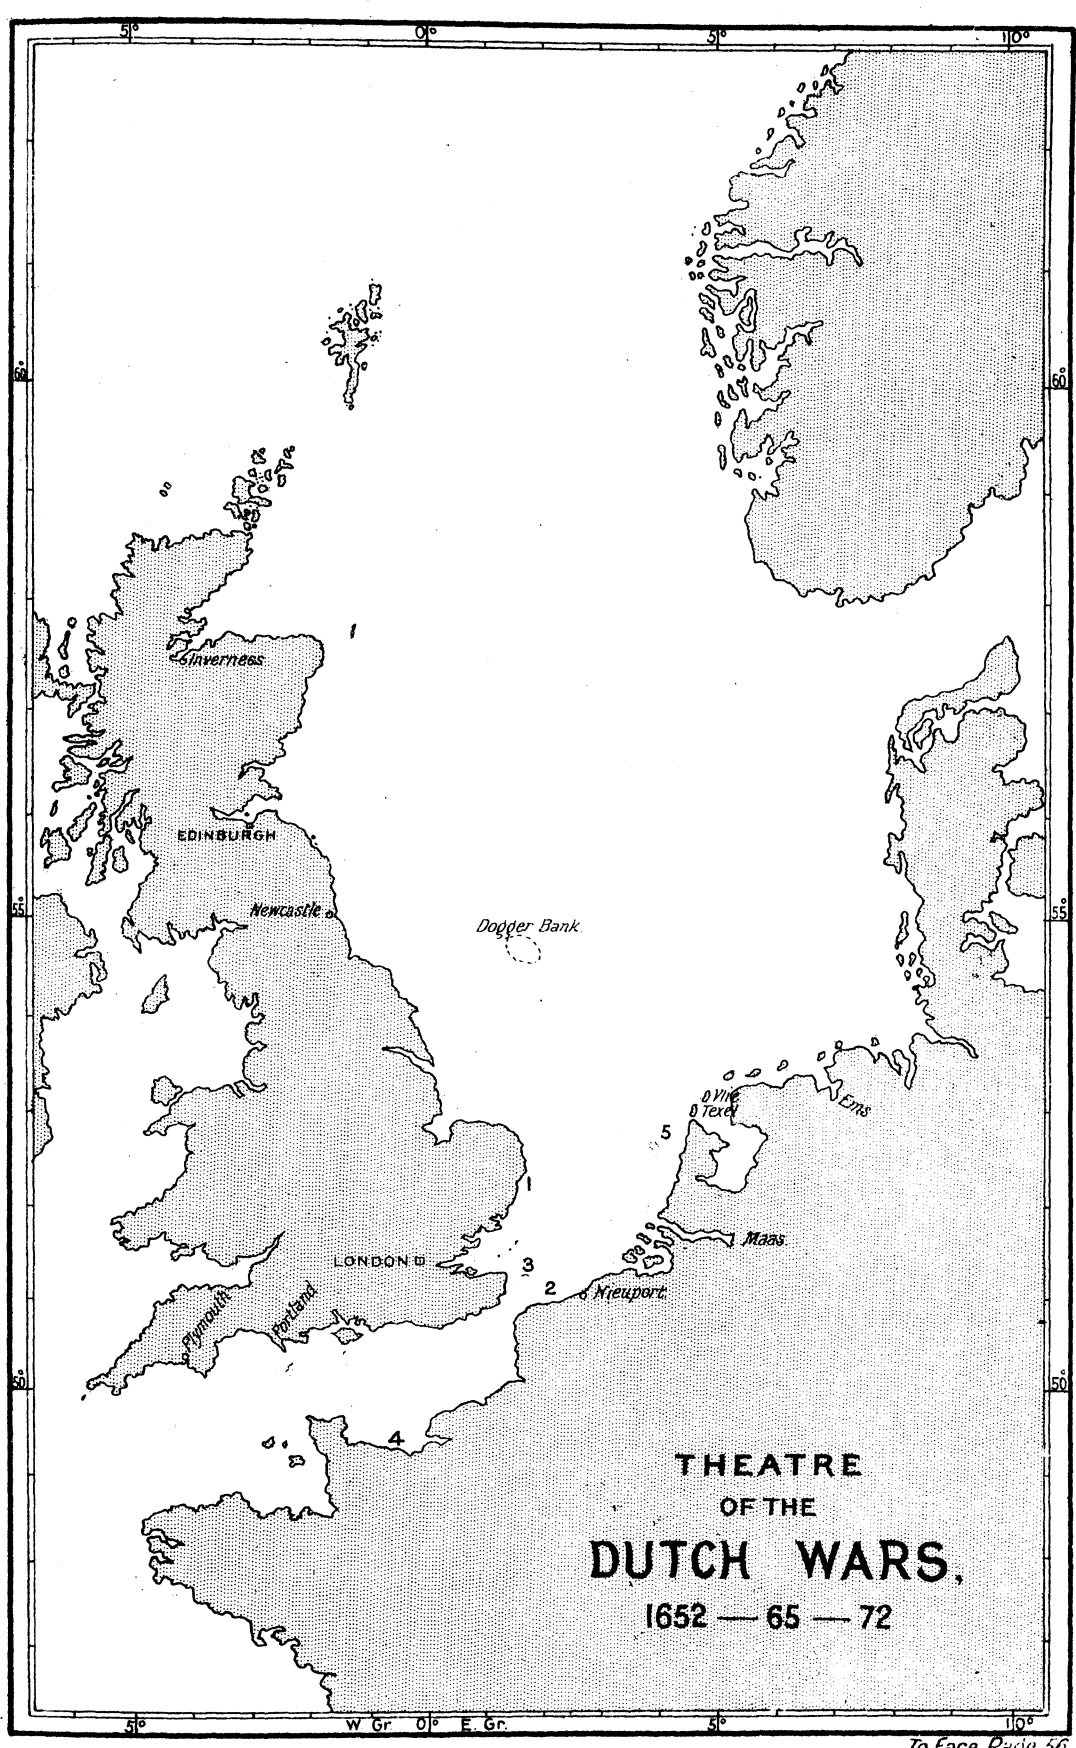 5° 0° 5° 10°
60° 60°
1
Inverness
EDINBURGH
Newcastle
55° 55°
Dogger Bank
Vlie
Texel
Ems
5
1
Maas
LONDON
3
2
Nieuport
Plymouth
Portland
50° 50°
4
THEATRE
OF THE
DUTCH WARS,
1652 — 65 — 72
5° W Gr 0° E. Gr. 5° 10°
To Face Page 56